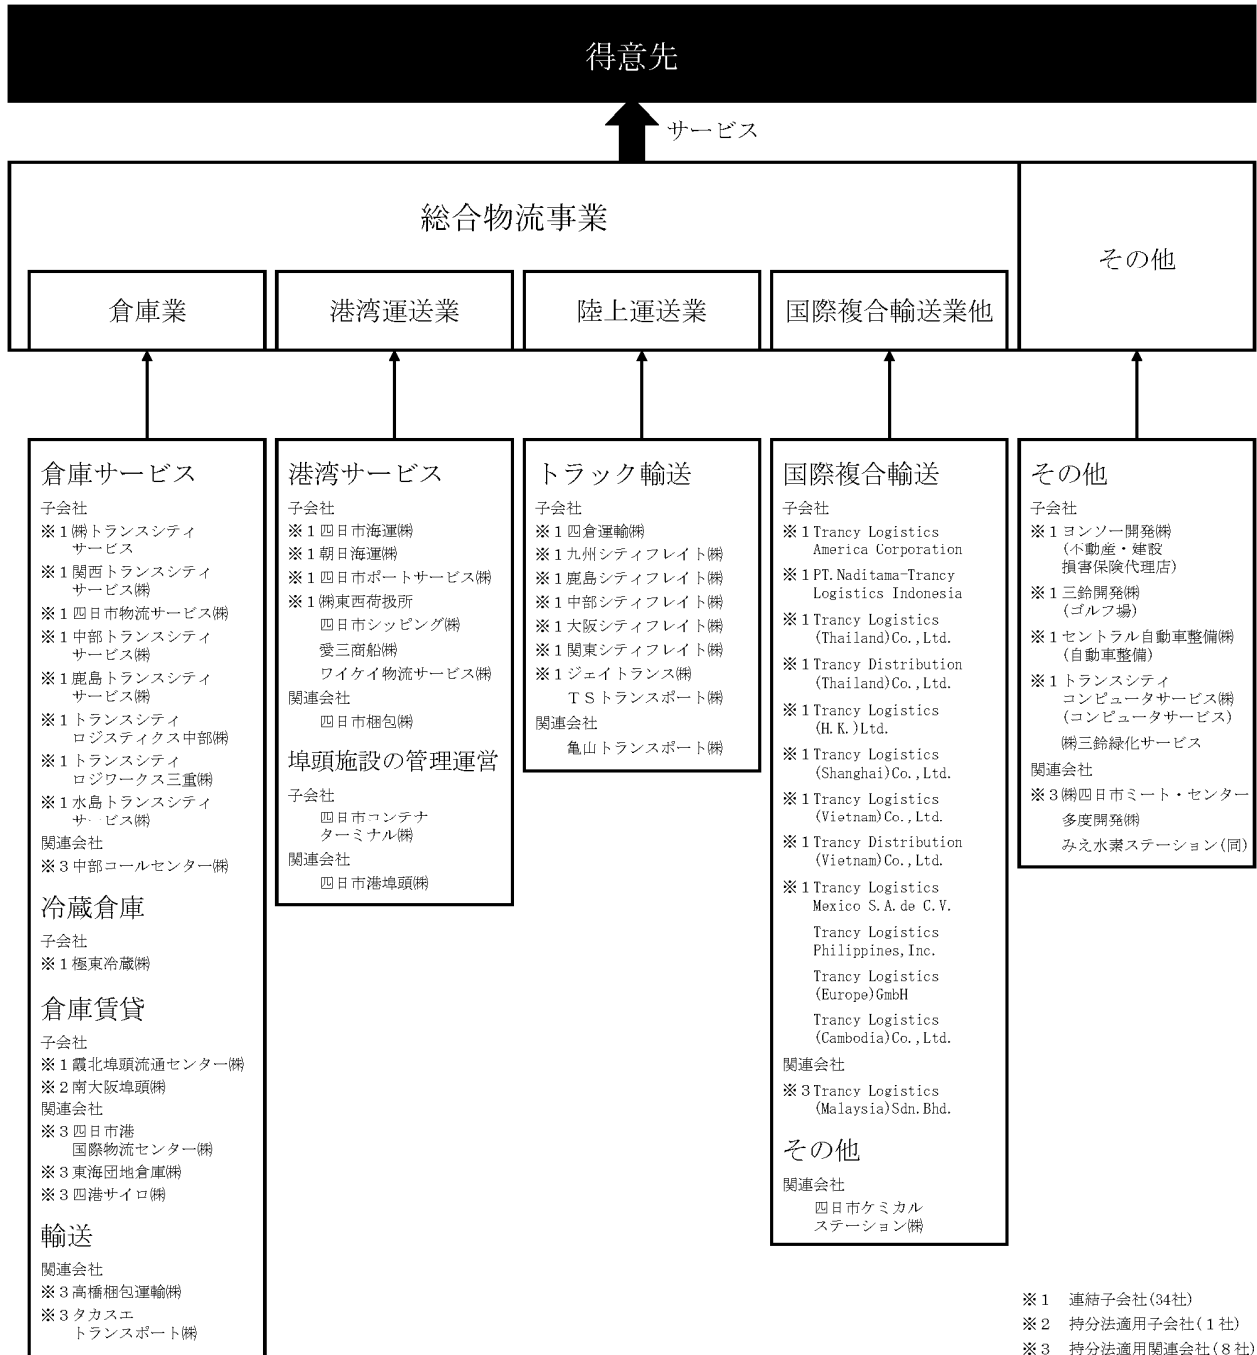 得意先
サービス
総合物流事業
その他
倉庫業
港湾運送業
陸上運送業
国際複合輸送業他
倉庫サービス
子会社
※1㈱トランスシティ
サービス
※1関西トランスシティ
サービス㈱
※1四日市物流サービス㈱
※1中部トランスシティ
サービス㈱
※1鹿島トランスシティ
サービス㈱
※1トランスシティ
ロジスティクス中部㈱
※1トランスシティ
ロジワークス三重㈱
※1水島トランスシティ
サービス㈱
関連会社
※3中部コールセンター㈱
冷蔵倉庫
子会社
※1極東冷蔵㈱
倉庫賃貸
子会社
※1霞北埠頭流通センター㈱
※2南大阪埠頭㈱
関連会社
※3四日市港
国際物流センター㈱
※3東海団地倉庫㈱
※3四港サイロ㈱
輸送
関連会社
※3高橋梱包運輸㈱
※3タカスエ
トランスポート㈱
港湾サービス
子会社
※1四日市海運㈱
※1朝日海運㈱
※1四日市ポートサービス㈱
※1㈱東西荷扱所
四日市シッピング㈱
愛三商船㈱
ワイケイ物流サービス㈱
関連会社
四日市梱包㈱
埠頭施設の管理運営
子会社
四日市コンテナ
ターミナル㈱
関連会社
四日市港埠頭㈱
トラック輸送
子会社
※1四倉運輸㈱
※1九州シティフレイト㈱
※1鹿島シティフレイト㈱
※1中部シティフレイト㈱
※1大阪シティフレイト㈱
※1関東シティフレイト㈱
※1ジェイトランス㈱
TSトランスポート㈱
関連会社
亀山トランスポート㈱
国際複合輸送
子会社
※1Trancy Logistics
America Corporation
※1PT.Naditama-Trancy
Logistics Indonesia
※1Trancy Logistics
(Thailand)Co.,Ltd.
※1Trancy Distribution
(Thailand)Co.,Ltd.
※1Trancy Logistics
(H.K.)Ltd.
※1Trancy Logistics
(Shanghai)Co.,Ltd.
※1Trancy Logistics
(Vietnam)Co.,Ltd.
※1Trancy Distribution
(Vietnam)Co.,Ltd.
※1Trancy Logistics
Mexico S.A.de C.V.
Trancy Logistics
Philippines,Inc.
Trancy Logistics
(Europe)GmbH
Trancy Logistics
(Cambodia)Co.,Ltd.
関連会社
※3Trancy Logistics
(Malaysia)Sdn.Bhd.
その他
関連会社
四日市ケミカル
ステーション㈱
その他
子会社
※1ヨンソー開発㈱
(不動産・建設
損害保険代理店)
※1三鈴開発㈱
(ゴルフ場)
※1セントラル自動車整備㈱
(自動車整備)
※1トランスシティ
コンピュータサービス㈱
(コンピュータサービス)
㈱三鈴緑化サービス
関連会社
※3㈱四日市ミート・センター
多度開発㈱
みえ水素ステーション(同)
※1 連結子会社(34社)
※2 持分法適用子会社(1社)
※3 持分法適用関連会社(8社)